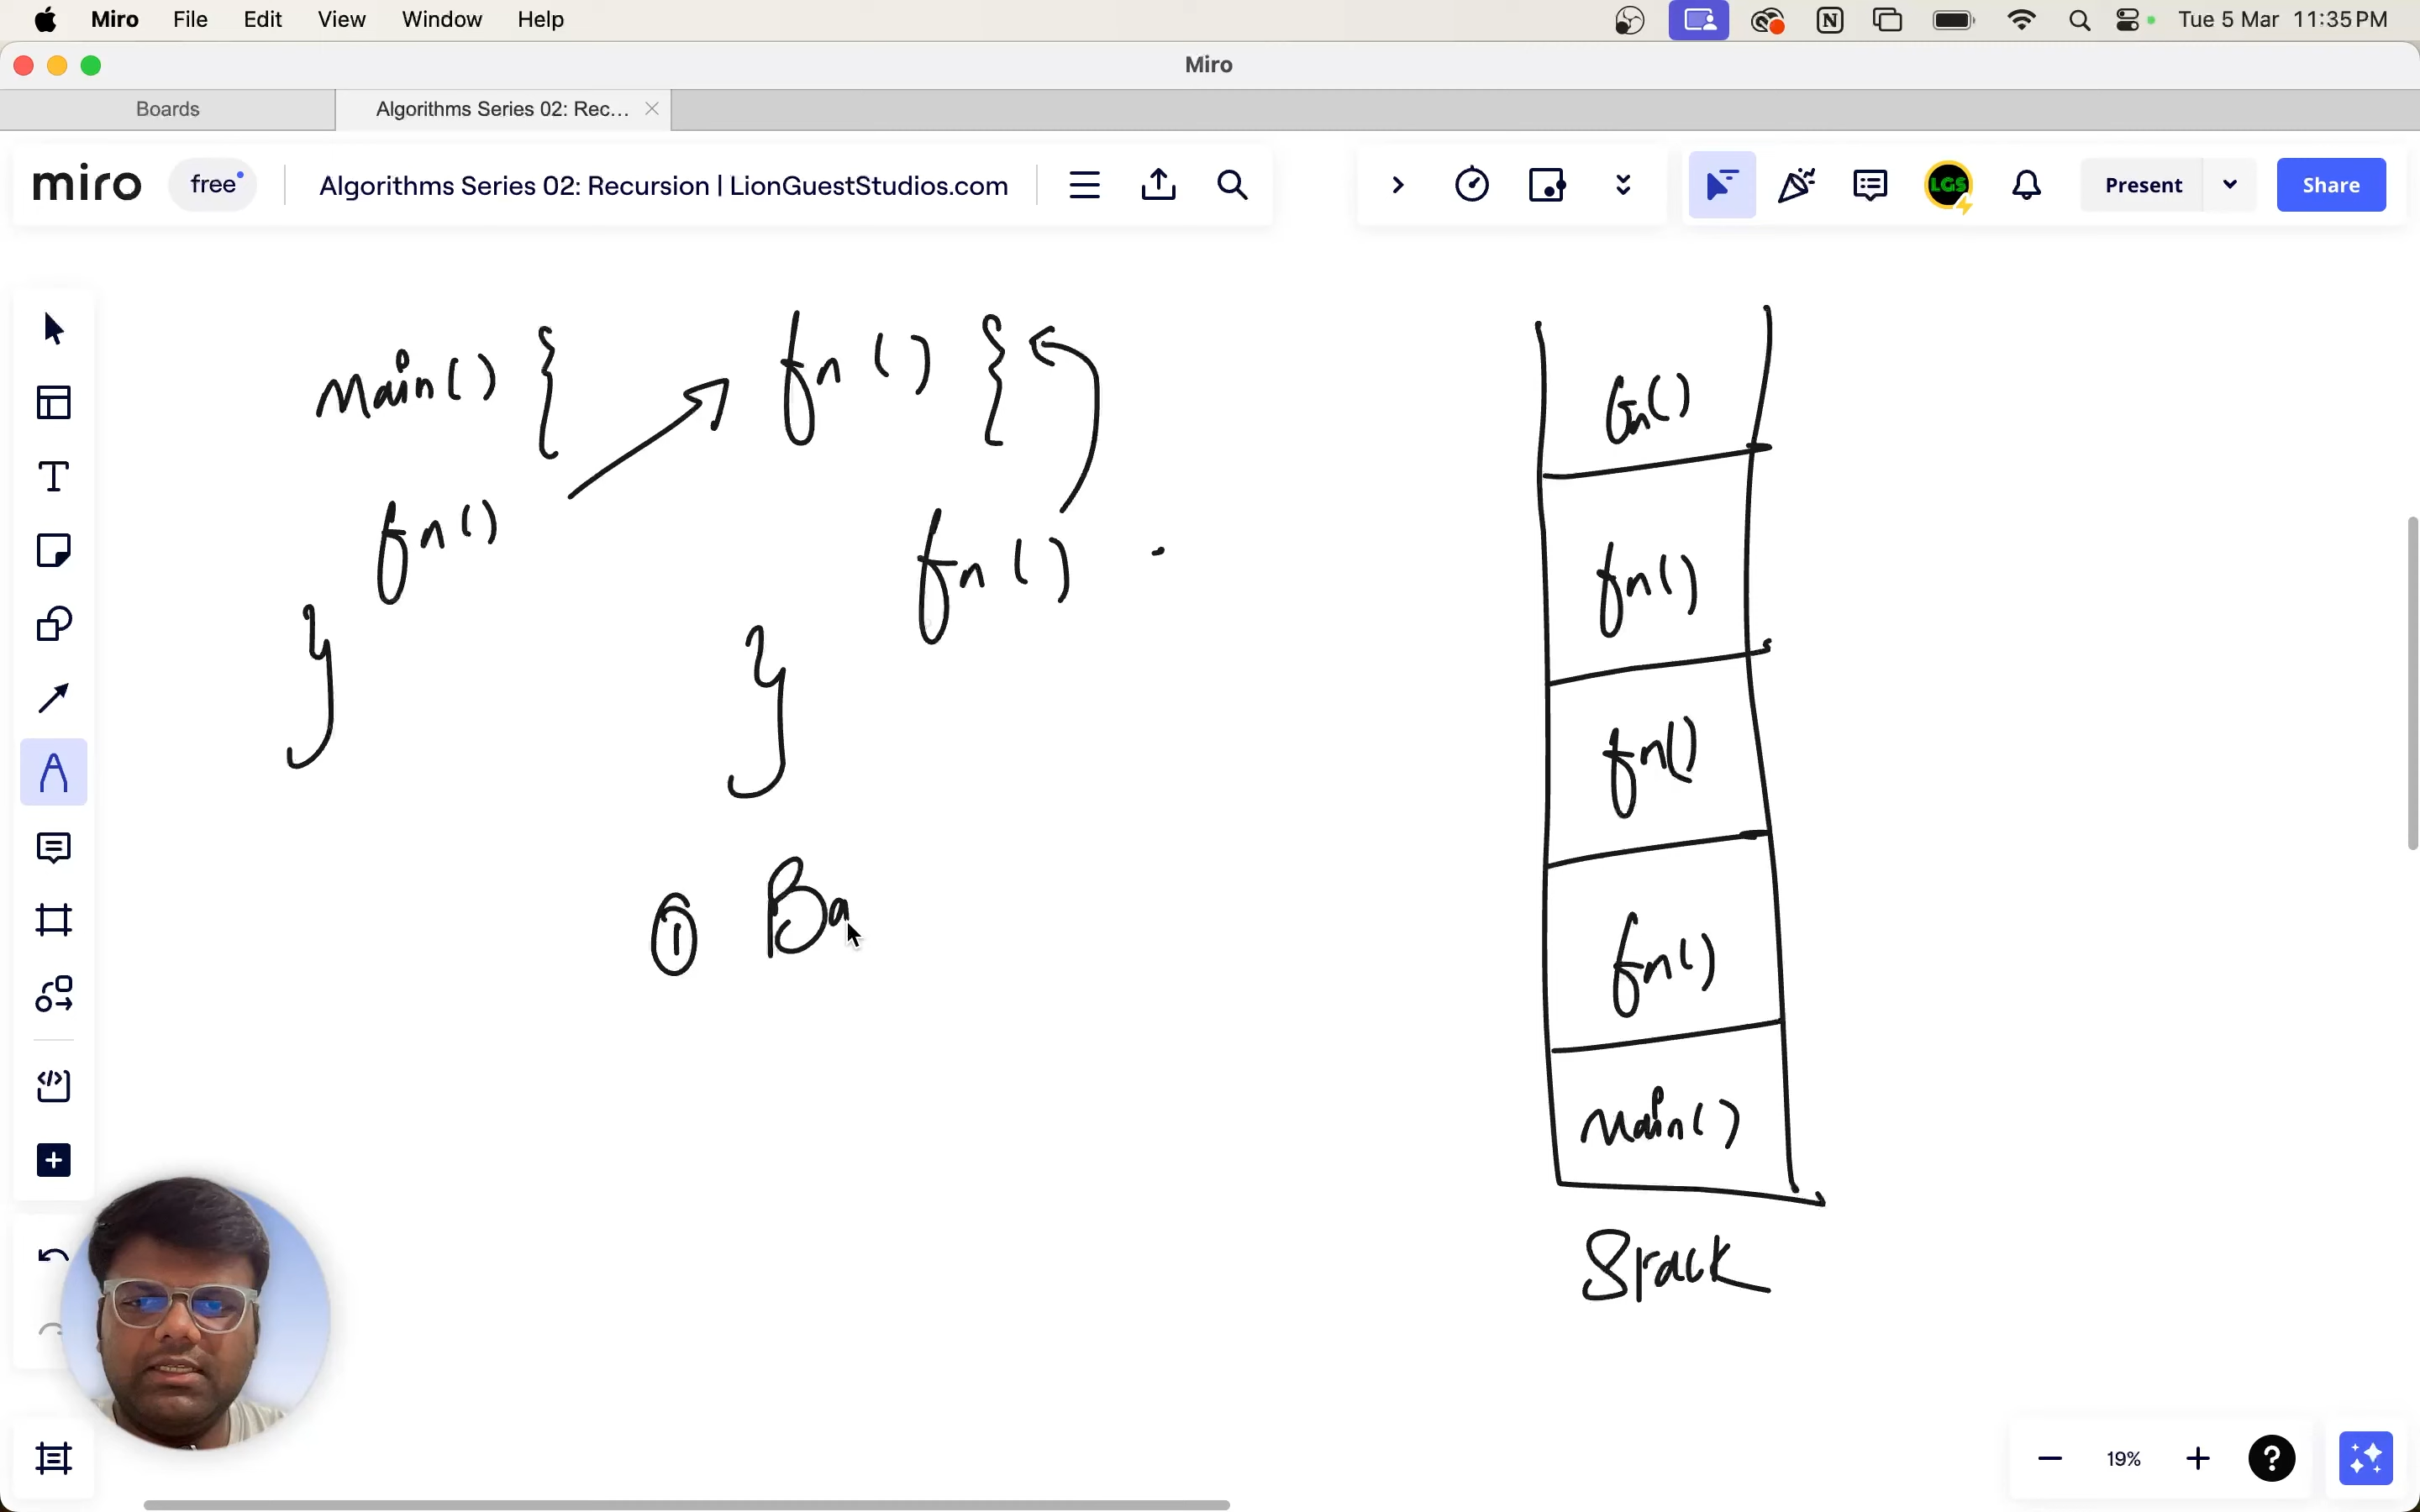 Miro File Edit View Window Help Tue 5 Mar 11:35 PM
Miro
Boards Algorithms Series 02: Rec...
miro free Algorithms Series 02: Recursion | LionGuestStudios.com LGS Present Share
main() { fn() {
fn() fn()
} }
① Ba
fn()
fn()
fn()
fn()
main()
Stack
19%